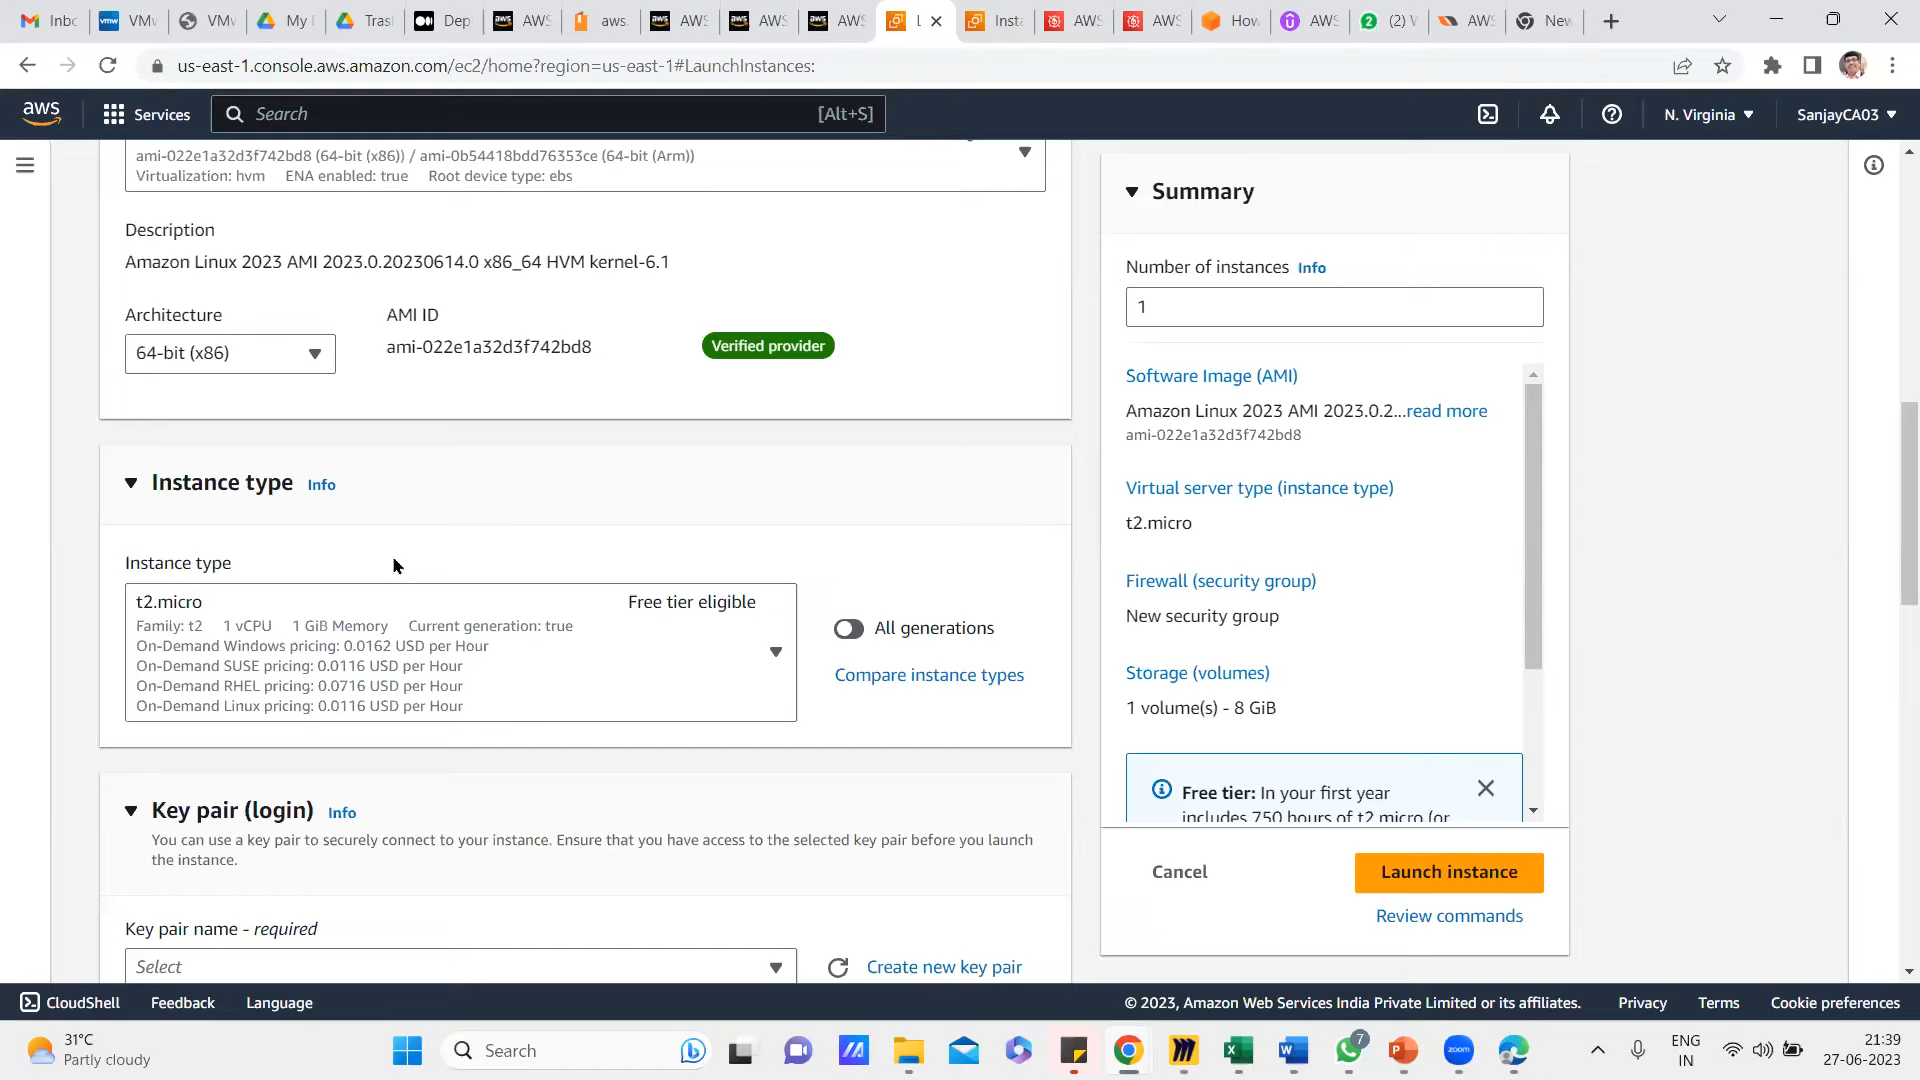 Inbc
VMw
VMv
My
Tras
Dep
AWS
aws.
AWS
AWS
AWS
L
Insta
AWS
AWS
How
AWS
(2) V
AWS
New
us-east-1.console.aws.amazon.com/ec2/home?region=us-east-1#LaunchInstances:
aws
Services
Search
[Alt+S]
N. Virginia
SanjayCA03
ami-022e1a32d3f742bd8 (64-bit (x86)) / ami-0b54418bdd76353ce (64-bit (Arm))
Virtualization: hvm ENA enabled: true Root device type: ebs
Description
Amazon Linux 2023 AMI 2023.0.20230614.0 x86_64 HVM kernel-6.1
Architecture
AMI ID
64-bit (x86)
ami-022e1a32d3f742bd8
Verified provider
Instance type Info
Instance type
t2.micro
Free tier eligible
Family: t2 1 vCPU 1 GiB Memory Current generation: true
On-Demand Windows pricing: 0.0162 USD per Hour
On-Demand SUSE pricing: 0.0116 USD per Hour
On-Demand RHEL pricing: 0.0716 USD per Hour
On-Demand Linux pricing: 0.0116 USD per Hour
All generations
Compare instance types
Key pair (login) Info
You can use a key pair to securely connect to your instance. Ensure that you have access to the selected key pair before you launch
the instance.
Key pair name - required
Select
Create new key pair
Summary
Number of instances Info
1
Software Image (AMI)
Amazon Linux 2023 AMI 2023.0.2...read more
ami-022e1a32d3f742bd8
Virtual server type (instance type)
t2.micro
Firewall (security group)
New security group
Storage (volumes)
1 volume(s) - 8 GiB
Free tier: In your first year
includes 750 hours of t2.micro (or
Cancel
Launch instance
Review commands
CloudShell
Feedback
Language
© 2023, Amazon Web Services India Private Limited or its affiliates.
Privacy
Terms
Cookie preferences
31°C
Partly cloudy
Search
7
zoom
ENG
IN
21:39
27-06-2023